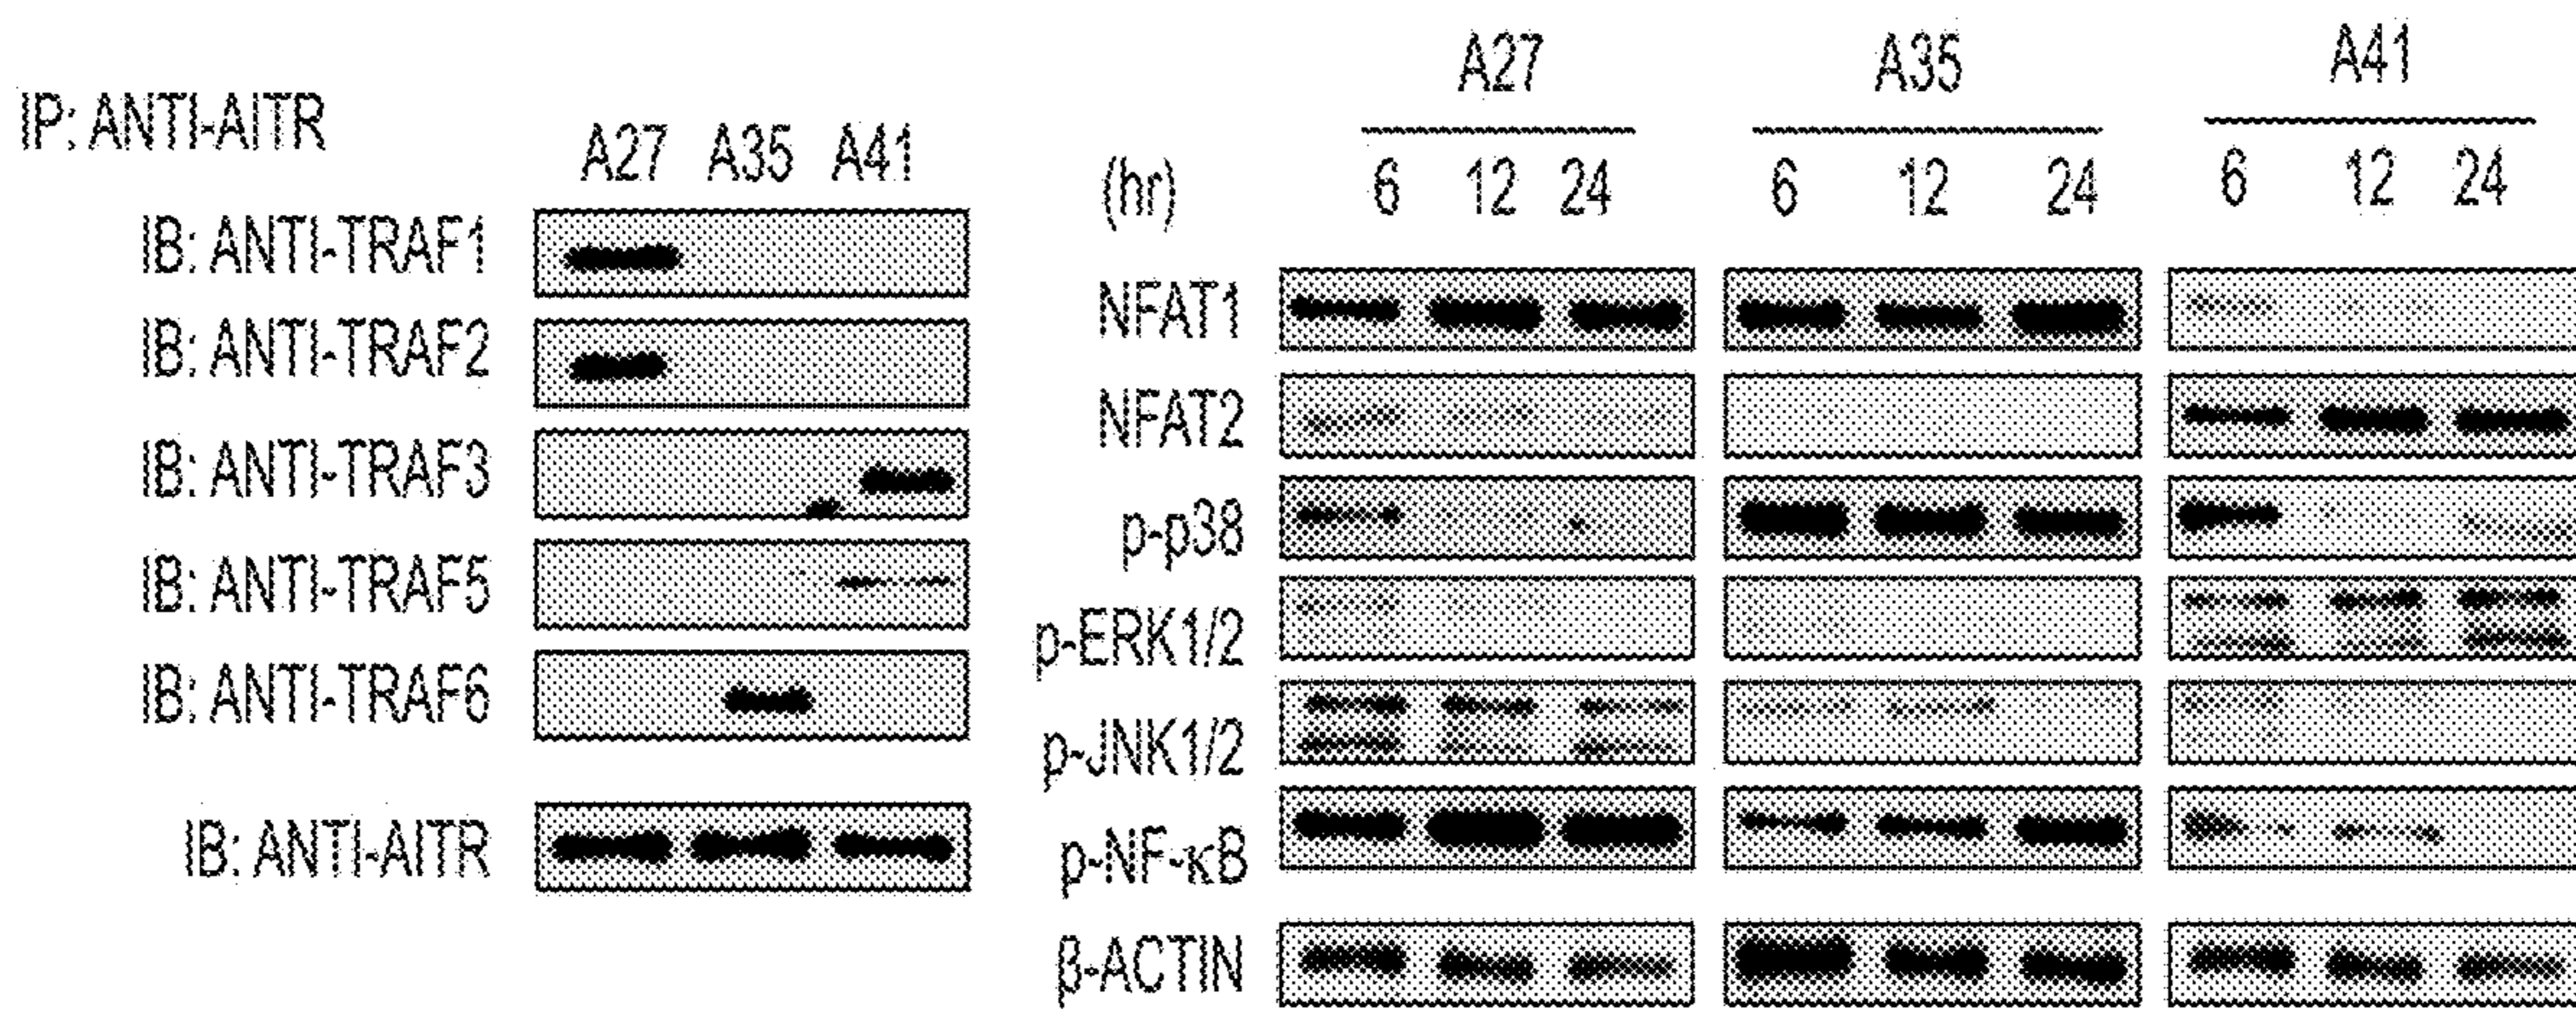 IP: ANTI-AITR
A27 A35 A41
IB: ANTI-TRAF1
IB: ANTI-TRAF2
IB: ANTI-TRAF3
IB: ANTI-TRAF5
IB: ANTI-TRAF6
IB: ANTI-AITR
A27 A35 A41
(hr) 6 12 24 6 12 24 6 12 24
NFAT1
NFAT2
p-p38
p-ERK1/2
p-JNK1/2
p-NF-κB
β-ACTIN